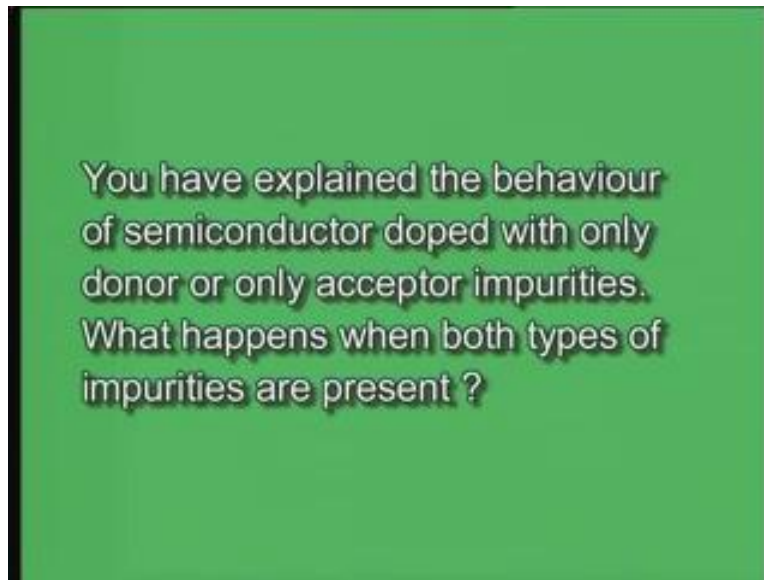 You have explained the behaviour
of semiconductor doped with only
donor or only acceptor impurities.
What happens when both types of
impurities are present ?